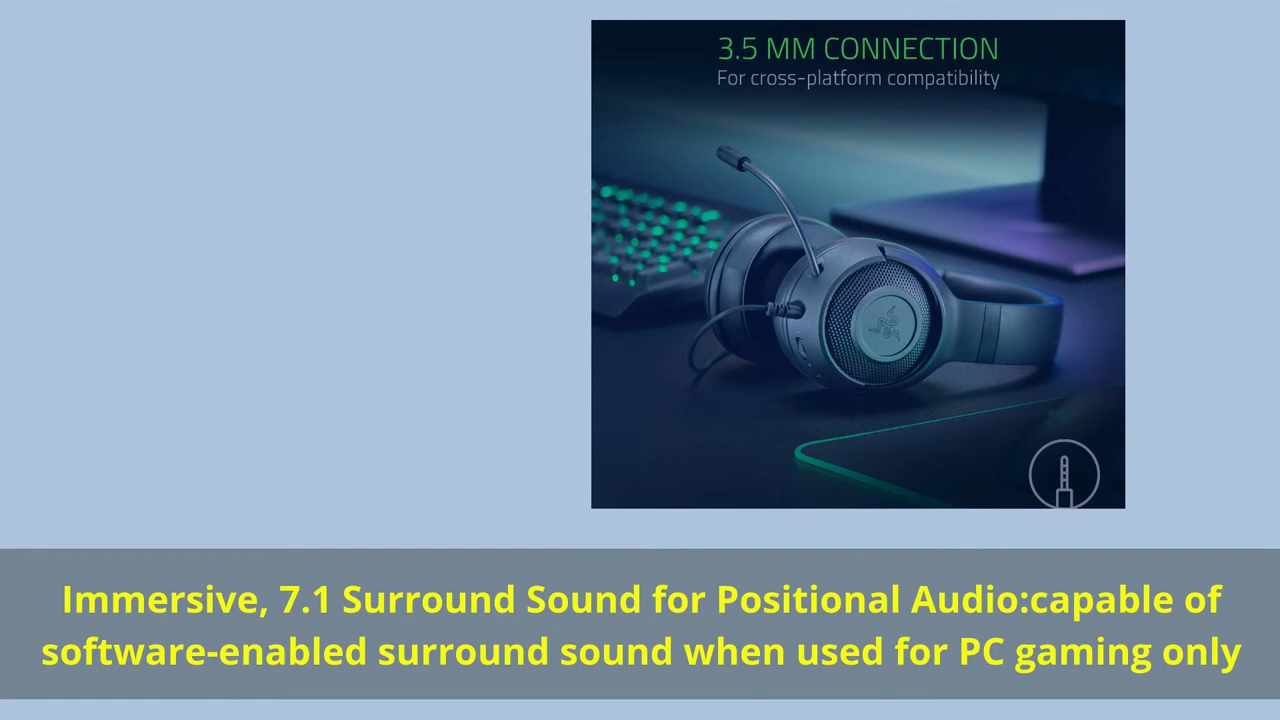 3.5 MM CONNECTION
For cross-platform compatibility
Immersive, 7.1 Surround Sound for Positional Audio:capable of
software-enabled surround sound when used for PC gaming only